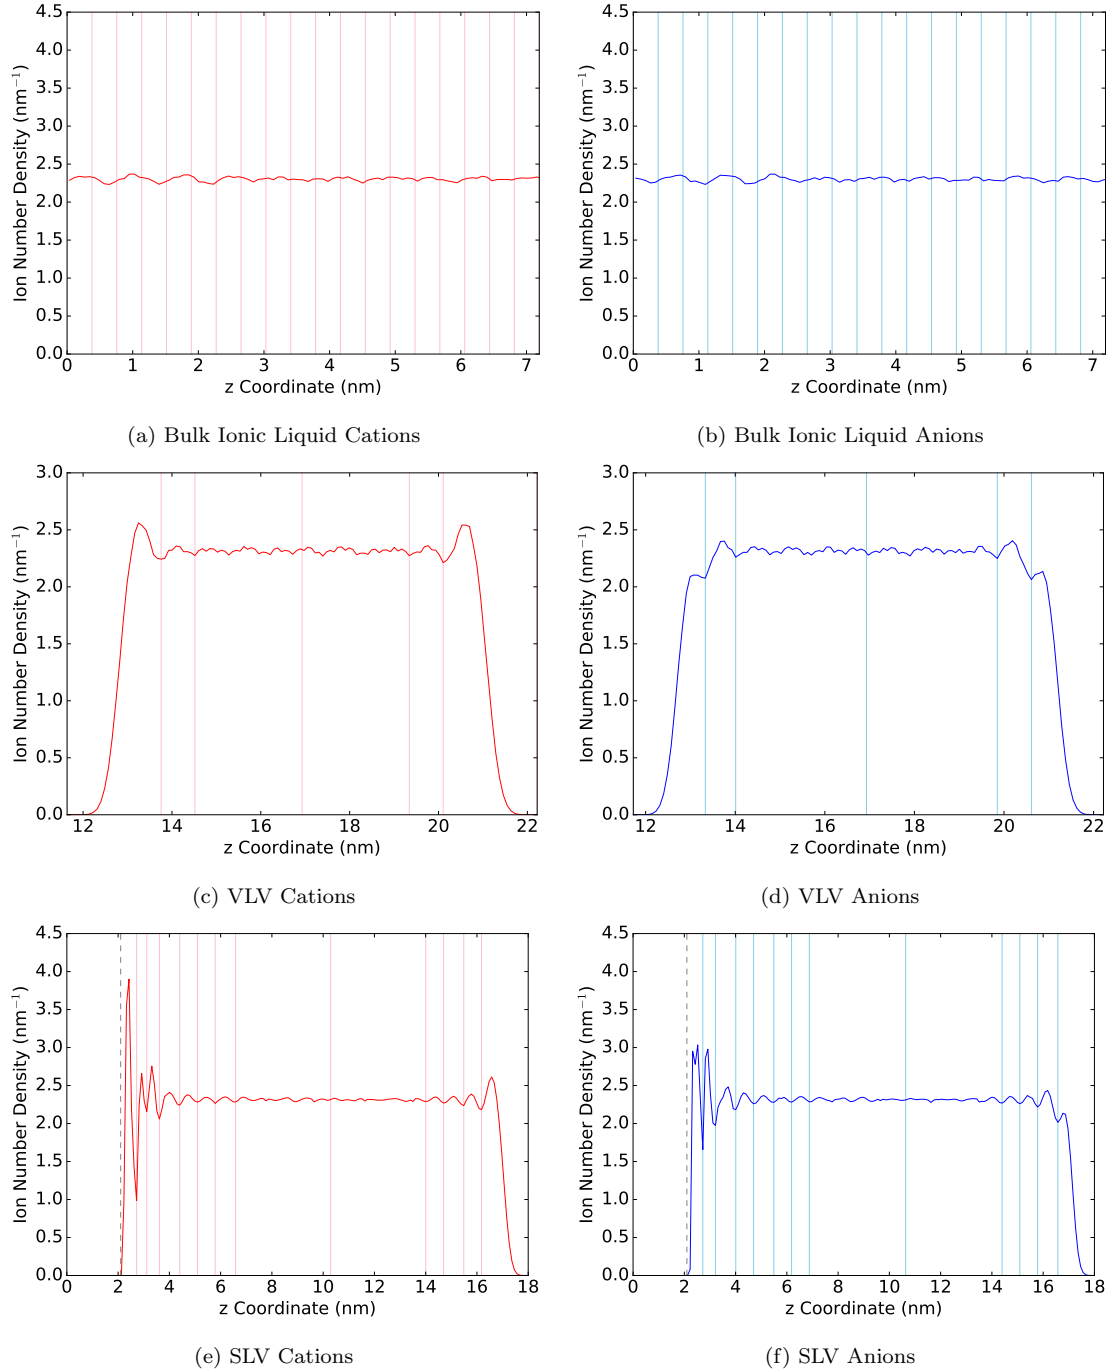 4.5
4.0
3.5
3.0
2.5
2.0
1.5
1.0
0.5
0.0
Ion Number Density (nm⁻¹)
0 1 2 3 4 5 6 7
z Coordinate (nm)
4.5
4.0
3.5
3.0
2.5
2.0
1.5
1.0
0.5
0.0
Ion Number Density (nm⁻¹)
0 1 2 3 4 5 6 7
z Coordinate (nm)
(a) Bulk Ionic Liquid Cations
(b) Bulk Ionic Liquid Anions
3.0
2.5
2.0
1.5
1.0
0.5
0.0
Ion Number Density (nm⁻¹)
12 14 16 18 20 22
z Coordinate (nm)
3.0
2.5
2.0
1.5
1.0
0.5
0.0
Ion Number Density (nm⁻¹)
12 14 16 18 20 22
z Coordinate (nm)
(c) VLV Cations
(d) VLV Anions
4.5
4.0
3.5
3.0
2.5
2.0
1.5
1.0
0.5
0.0
Ion Number Density (nm⁻¹)
0 2 4 6 8 10 12 14 16 18
z Coordinate (nm)
4.5
4.0
3.5
3.0
2.5
2.0
1.5
1.0
0.5
0.0
Ion Number Density (nm⁻¹)
0 2 4 6 8 10 12 14 16 18
z Coordinate (nm)
(e) SLV Cations
(f) SLV Anions